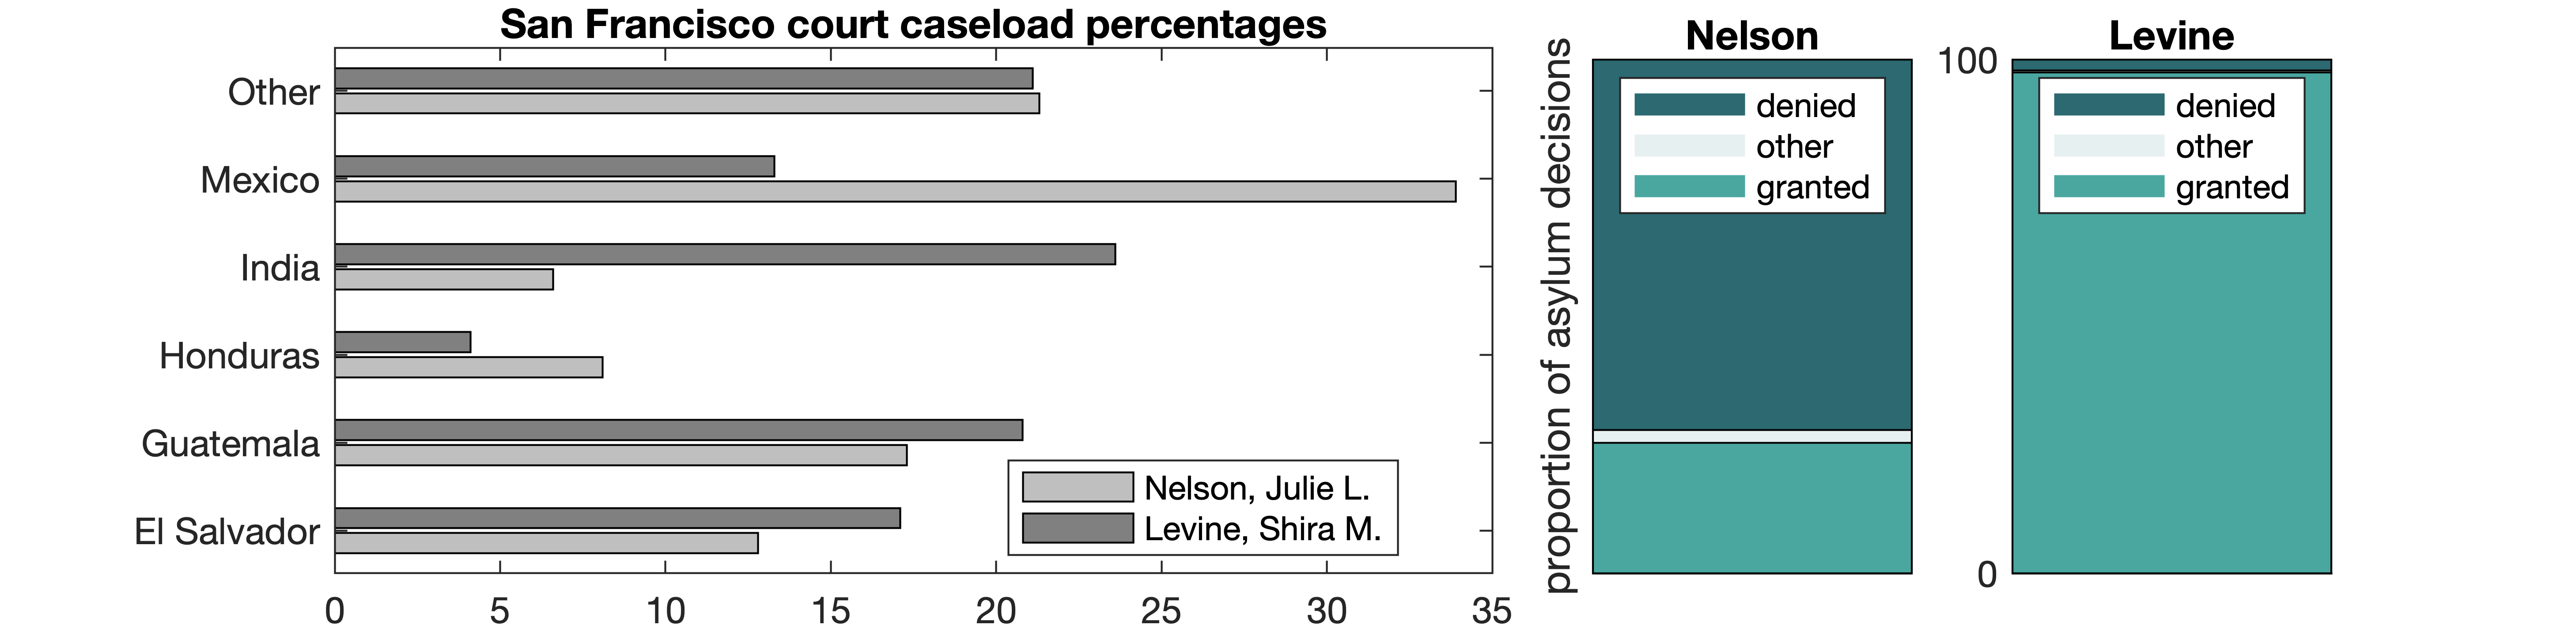 San Francisco court caseload percentages
Other
Mexico
India
Honduras
Guatemala
El Salvador
0 5 10 15 20 25 30 35
Nelson, Julie L.
Levine, Shira M.
proportion of asylum decisions
Nelson
denied
other
granted
Levine
100
0
denied
other
granted